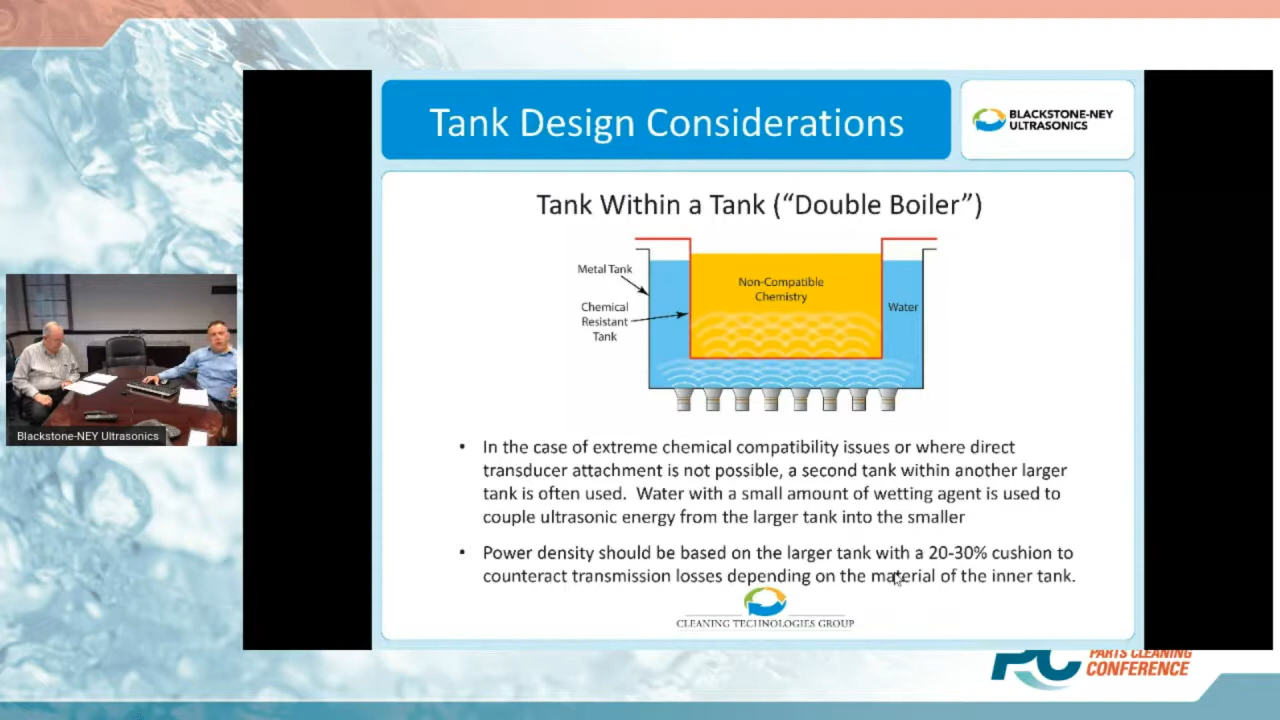 Tank Design Considerations
BLACKSTONE-NEY
ULTRASONICS
Tank Within a Tank (“Double Boiler”)
Metal Tank
Chemical
Resistant
Tank
Non-Compatible
Chemistry
Water
• In the case of extreme chemical compatibility issues or where direct
transducer attachment is not possible, a second tank within another larger
tank is often used. Water with a small amount of wetting agent is used to
couple ultrasonic energy from the larger tank into the smaller
• Power density should be based on the larger tank with a 20-30% cushion to
counteract transmission losses depending on the material of the inner tank.
CLEANING TECHNOLOGIES GROUP
Blackstone-NEY Ultrasonics
PC
PARTS CLEANING
CONFERENCE